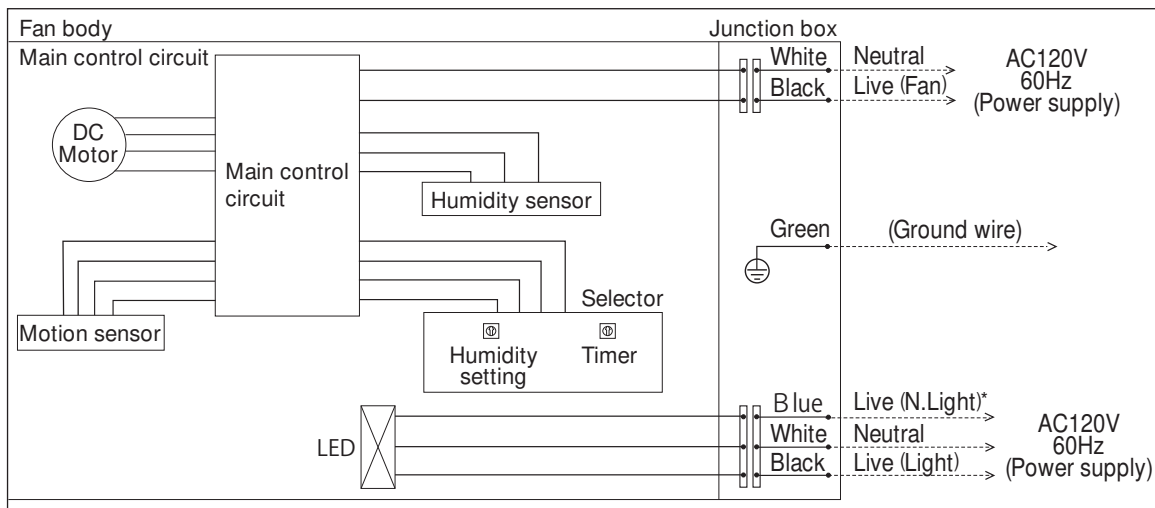 Fan body
Junction box
Main control circuit
White
Neutral
AC120V
60Hz
(Power supply)
Black
Live (Fan)
DC
Motor
Main control
circuit
Humidity sensor
Green
(Ground wire)
Selector
Motion sensor
Humidity
setting
Timer
LED
Blue
Live (N.Light)*
White
Neutral
Black
Live (Light)
AC120V
60Hz
(Power supply)